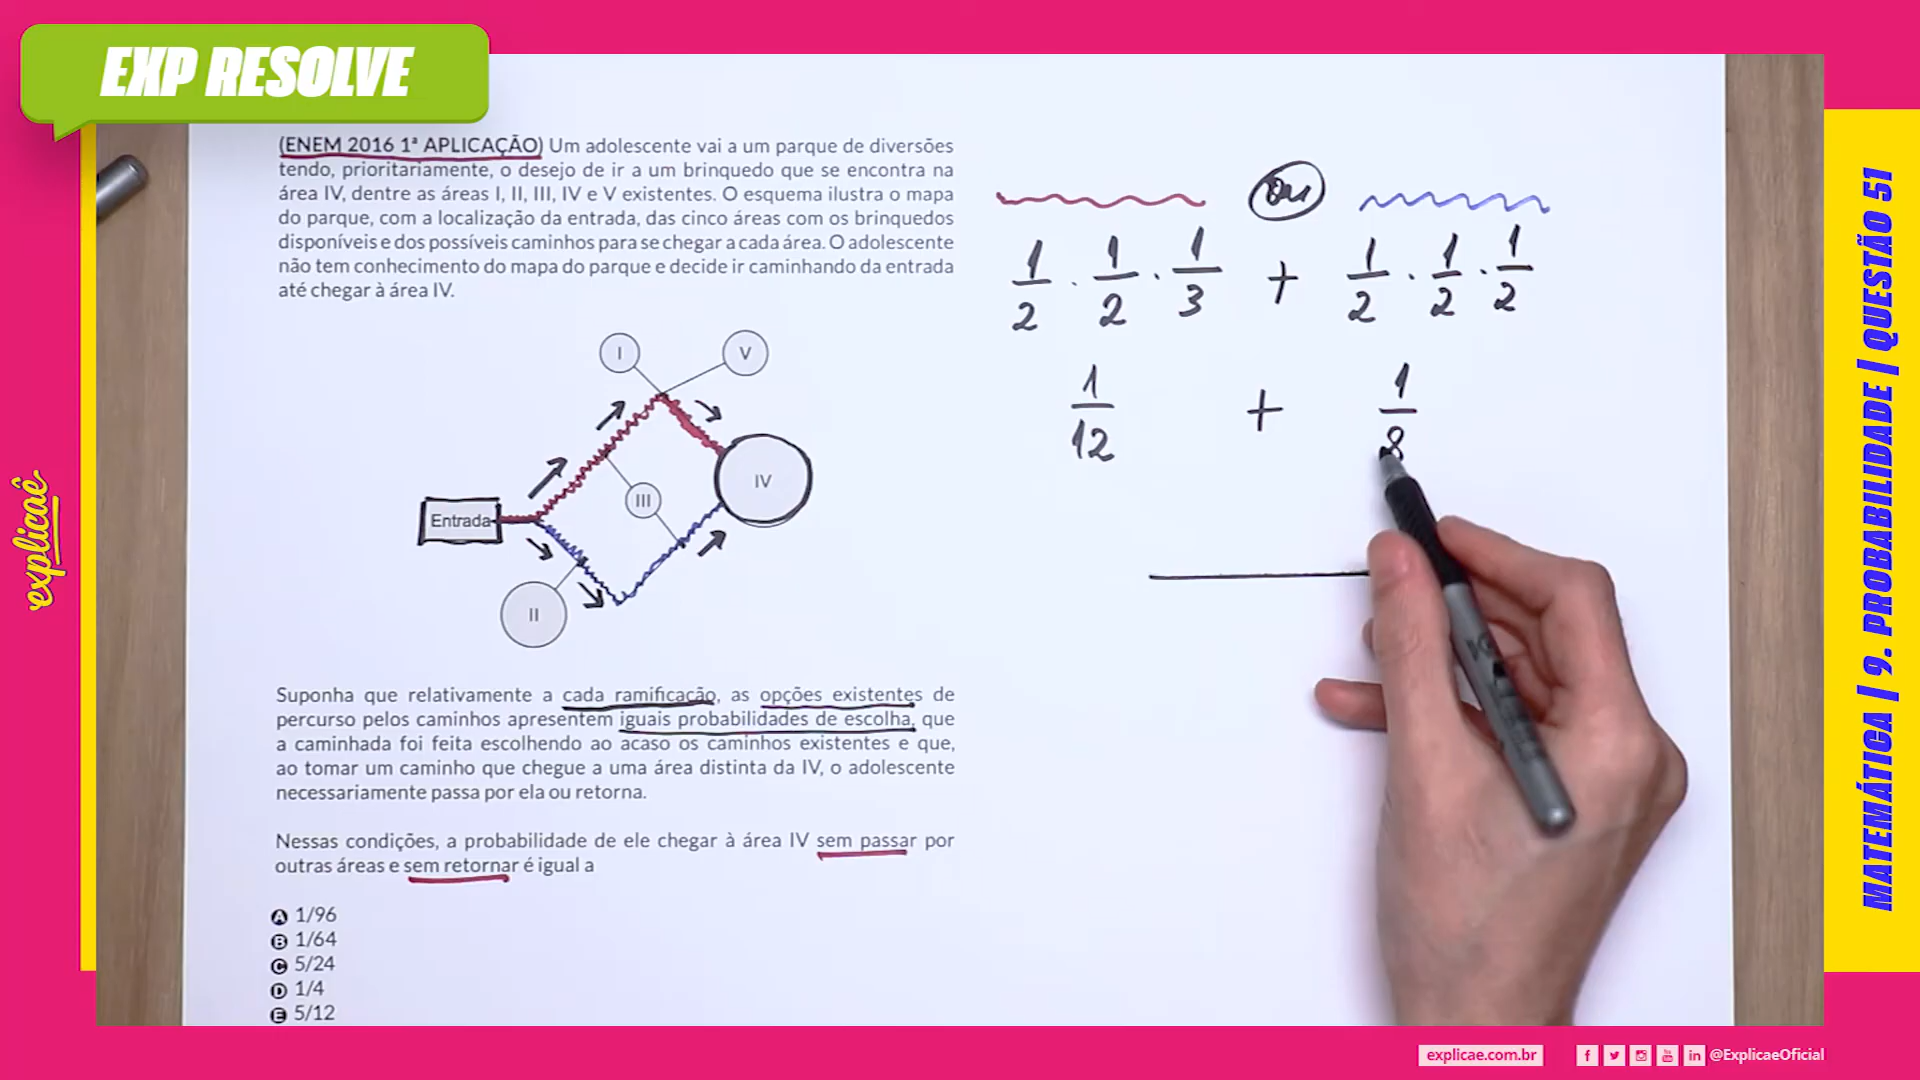 EXP RESOLVE
(ENEM 2016 1ª APLICAÇÃO) Um adolescente vai a um parque de diversões
tendo, prioritariamente, o desejo de ir a um brinquedo que se encontra na
área IV, dentre as áreas I, II, III, IV e V existentes. O esquema ilustra o mapa
do parque, com a localização da entrada, das cinco áreas com os brinquedos
disponíveis e dos possíveis caminhos para se chegar a cada área. O adolescente
não tem conhecimento do mapa do parque e decide ir caminhando da entrada
até chegar à área IV.
I
V
III
IV
Entrada
II
Suponha que relativamente a cada ramificação, as opções existentes de
percurso pelos caminhos apresentem iguais probabilidades de escolha, que
a caminhada foi feita escolhendo ao acaso os caminhos existentes e que,
ao tomar um caminho que chegue a uma área distinta da IV, o adolescente
necessariamente passa por ela ou retorna.
Nessas condições, a probabilidade de ele chegar à área IV sem passar por
outras áreas e sem retornar é igual a
A 1/96
B 1/64
C 5/24
D 1/4
E 5/12
ou
1/2 . 1/2 . 1/3 + 1/2 . 1/2 . 1/2
1/12 + 1/8
explicaê
MATEMÁTICA | 9. PROBABILIDADE | QUESTÃO 51
explicae.com.br
@ExplicaeOficial